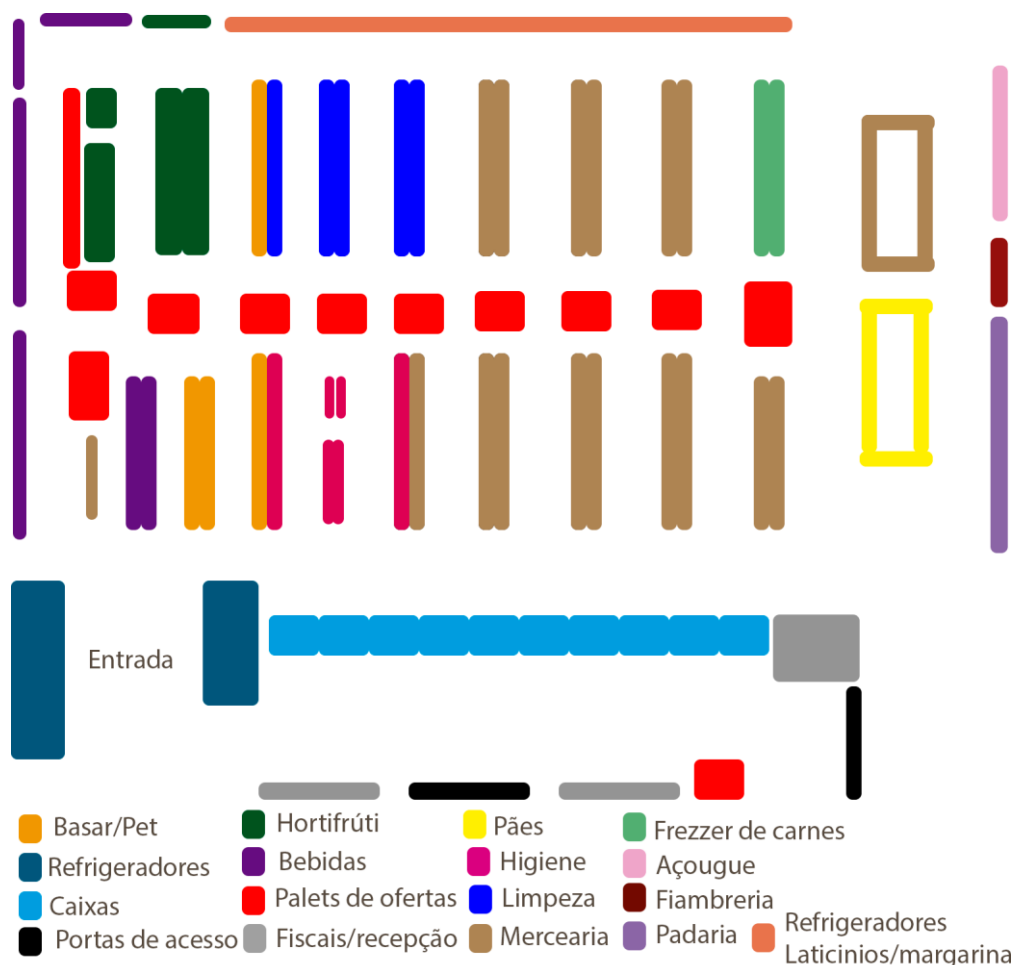 Entrada
Basar/Pet
Hortifrúti
Pães
Frezzer de carnes
Refrigeradores
Bebidas
Higiene
Açougue
Caixas
Palets de ofertas
Limpeza
Fiambreria
Portas de acesso
Fiscais/recepção
Mercearia
Padaria
Refrigeradores
Laticinios/margarina